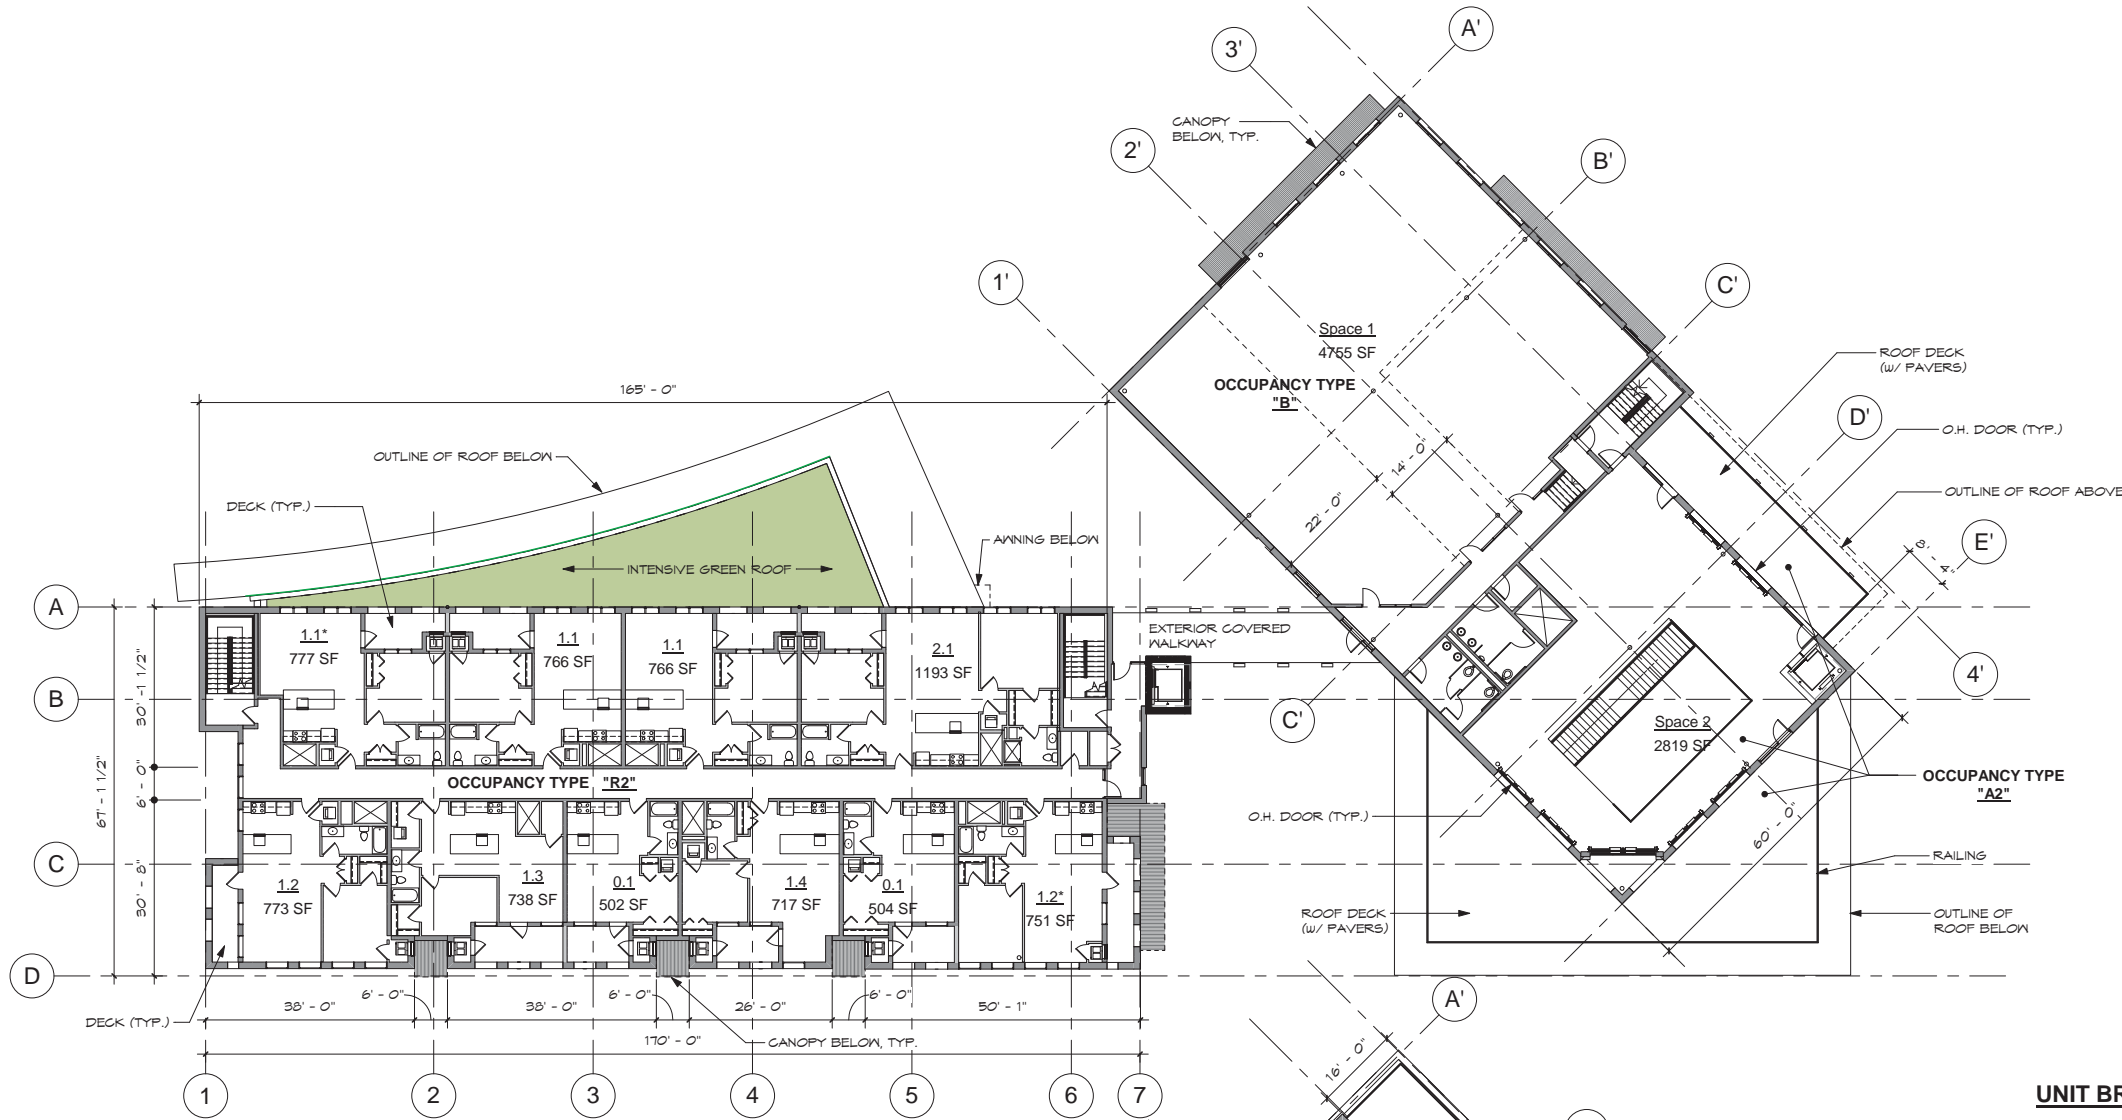 A'
3'
CANOPY
BELOW, TYP.
2'
B'
1'
C'
Space 1
4755 SF
OCCUPANCY TYPE
"B"
ROOF DECK
(W/ PAVERS)
165' - 0"
D'
O.H. DOOR (TYP.)
OUTLINE OF ROOF BELOW
14' - 0"
22' - 0"
OUTLINE OF ROOF ABOVE
DECK (TYP.)
AWNING BELOW
E'
8' - 4"
INTENSIVE GREEN ROOF
A
1.1*
777 SF
1.1
766 SF
1.1
766 SF
2.1
1193 SF
EXTERIOR COVERED
WALKWAY
30' - 1 1/2"
4'
B
C'
Space 2
2819 SF
67' - 1 1/2"
6' - 0"
OCCUPANCY TYPE "R2"
OCCUPANCY TYPE
"A2"
O.H. DOOR (TYP.)
60' - 0"
C
RAILING
30' - 8"
1.2
773 SF
1.3
738 SF
0.1
502 SF
1.4
717 SF
0.1
504 SF
1.2*
751 SF
ROOF DECK
(W/ PAVERS)
OUTLINE OF
ROOF BELOW
D
38' - 0"
6' - 0"
38' - 0"
6' - 0"
26' - 0"
6' - 0"
50' - 1"
A'
DECK (TYP.)
170' - 0"
CANOPY BELOW, TYP.
16' - 0"
1
2
3
4
5
6
7
UNIT BR